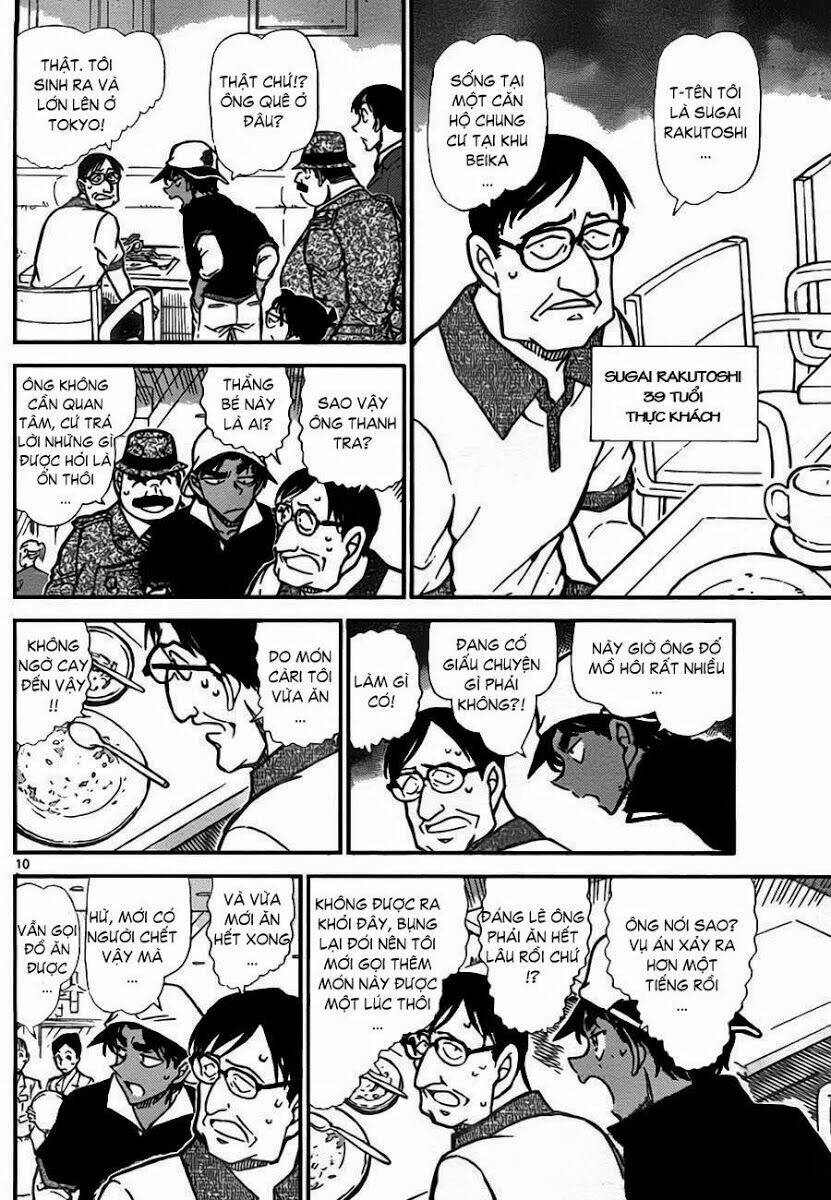 T-TÊN TÔI
LÀ SUGAI
RAKUTOSHI
...
SỐNG TẠI
MỘT CĂN
HỘ CHUNG
CƯ TẠI KHU
BEIKA
...
SUGAI RAKUTOSHI
39 TUỔI
THỰC KHÁCH
THẬT CHỨ!?
ÔNG QUÊ Ở
ĐÂU?
THẬT. TÔI
SINH RA VÀ
LỚN LÊN Ở
TOKYO!
SAO VẬY
ÔNG THANH
TRA?
THẰNG
BÉ NÀY
LÀ AI?
ÔNG KHÔNG
CẦN QUAN
TÂM, CỨ TRẢ
LỜI NHỮNG GÌ
ĐƯỢC HỎI LÀ
ỔN THÔI
...
NÀY GIỜ ÔNG ĐỔ
MỒ HÔI RẤT NHIỀU
...
ĐANG CỐ
GIẤU CHUYỆN
GÌ PHẢI
KHÔNG?!
LÀM GÌ
CÓ!
DO MÓN
CÀRI TÔI
VỪA ĂN
...
KHÔNG
NGỜ CAY
ĐẾN VẬY
!!
10
ÔNG NÓI SAO?
VỤ ÁN XẢY RA
HƠN MỘT
TIẾNG RỒI
...
ĐÁNG LẼ ÔNG
PHẢI ĂN HẾT
LÂU RỒI CHỨ
!?
KHÔNG ĐƯỢC RA
KHỎI ĐÂY, BỤNG
LẠI ĐÓI NÊN TÔI
MỚI GỌI THÊM
MÓN NÀY ĐƯỢC
MỘT LÚC THÔI
...
VÀ VỪA
MỚI ĂN
HẾT XONG
...
HỨ, MỚI CÓ
NGƯỜI CHẾT
VẬY MÀ
...
VẪN GỌI
ĐỒ ĂN
ĐƯỢC
...